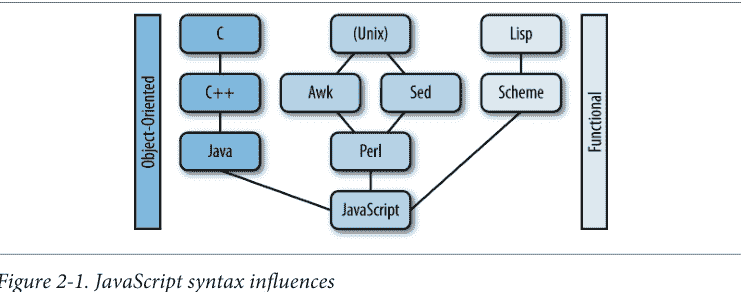 C
(Unix)
Lisp
Object-Oriented
C++
Awk
Sed
Scheme
Functional
Java
Perl
JavaScript
Figure 2-1. JavaScript syntax influences